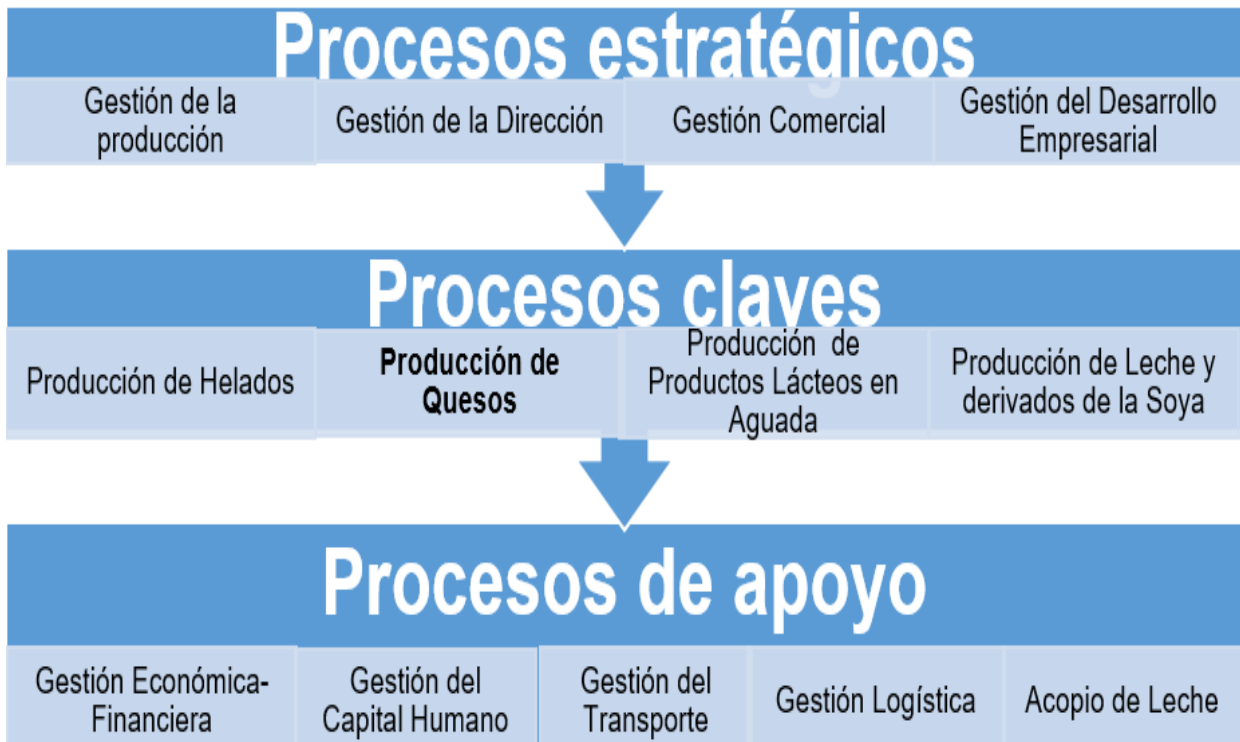 Procesos estratégicos
Gestión de la
producción
Gestión de la Dirección
Gestión Comercial
Gestión del Desarrollo
Empresarial
Procesos claves
Producción de Helados
Producción de
Quesos
Producción de
Productos Lácteos en
Aguada
Producción de Leche y
derivados de la Soya
Procesos de apoyo
Gestión Económica-
Financiera
Gestión del
Capital Humano
Gestión del
Transporte
Gestión Logística
Acopio de Leche